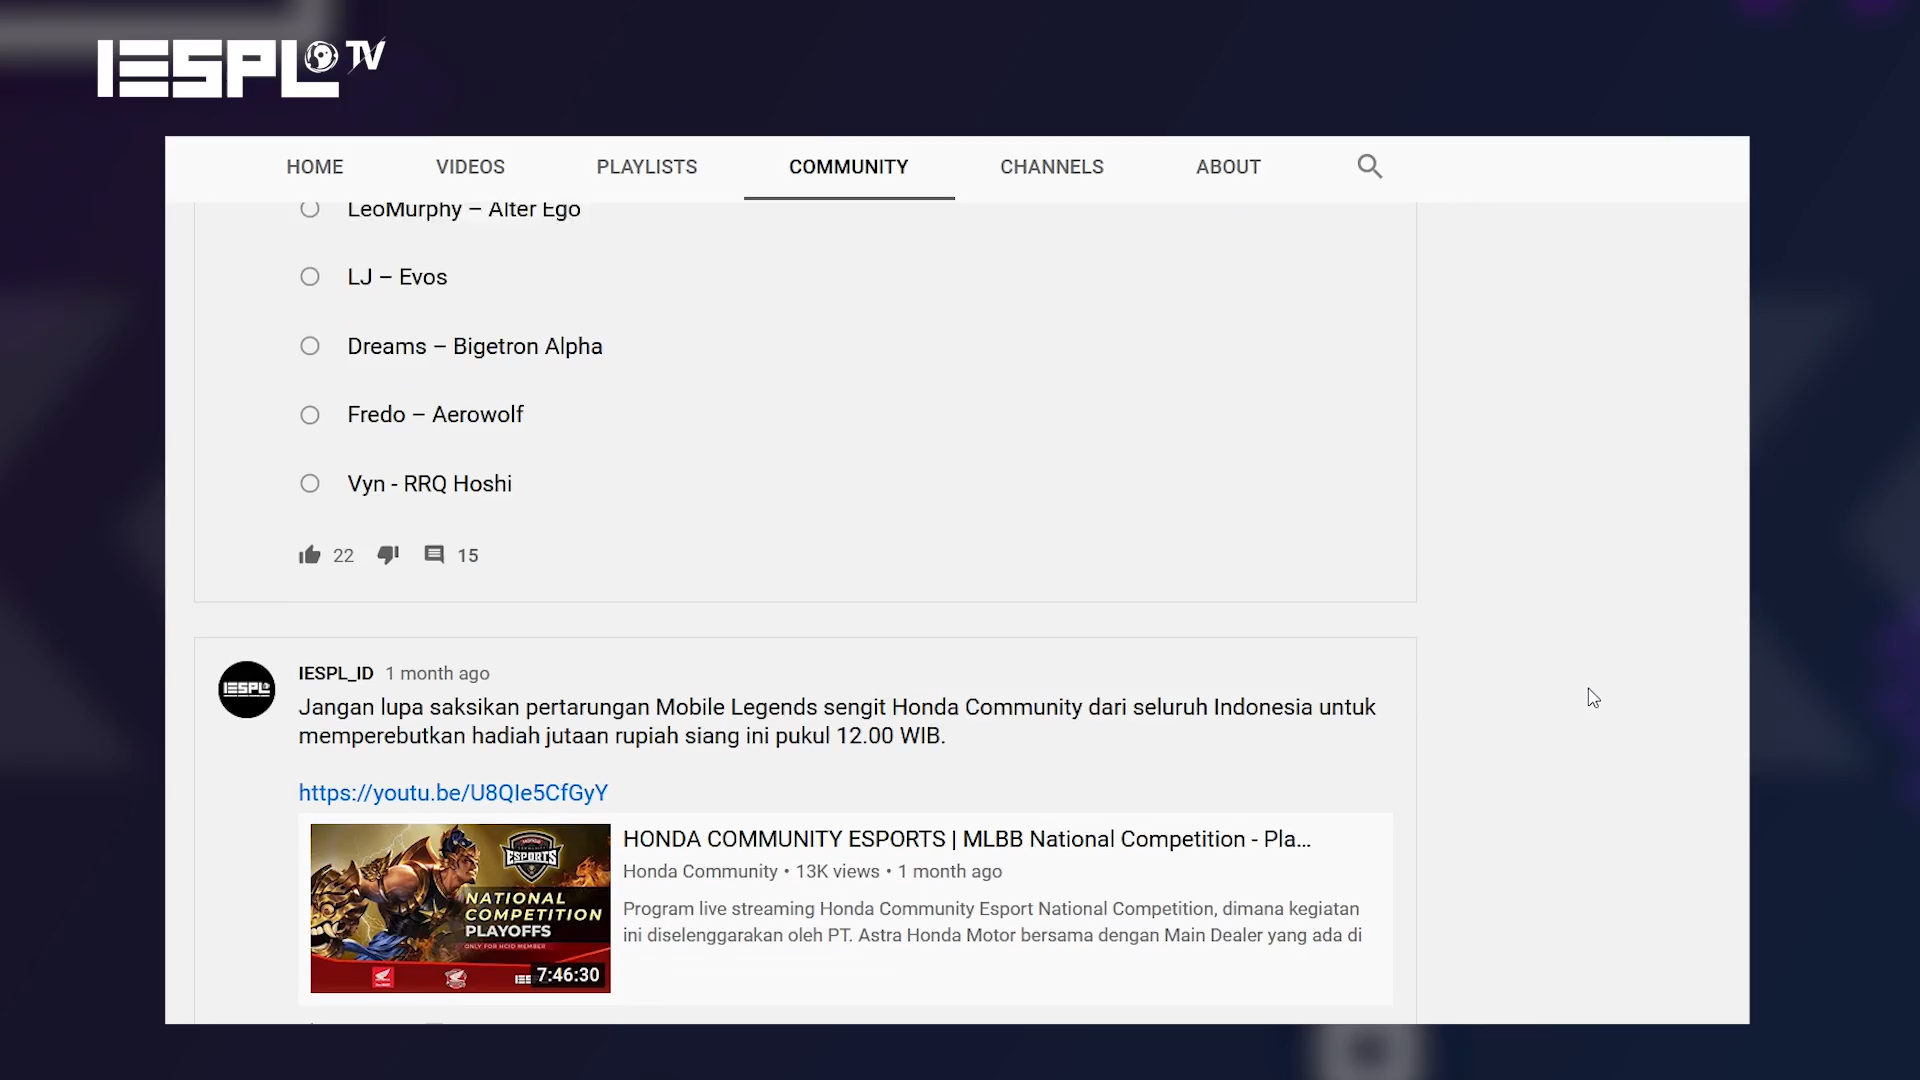 IESPL TV
HOME VIDEOS PLAYLISTS COMMUNITY CHANNELS ABOUT
LeoMurphy – Alter Ego
LJ – Evos
Dreams – Bigetron Alpha
Fredo – Aerowolf
Vyn - RRQ Hoshi
22 15
IESPL
IESPL_ID 1 month ago
Jangan lupa saksikan pertarungan Mobile Legends sengit Honda Community dari seluruh Indonesia untuk
memperebutkan hadiah jutaan rupiah siang ini pukul 12.00 WIB.
https://youtu.be/U8QIe5CfGyY
HONDA COMMUNITY ESPORTS | MLBB National Competition - Pla...
Honda Community • 13K views • 1 month ago
Program live streaming Honda Community Esport National Competition, dimana kegiatan
ini diselenggarakan oleh PT. Astra Honda Motor bersama dengan Main Dealer yang ada di
ESPORTS
NATIONAL
COMPETITION
PLAYOFFS
ONLY FOR HCID MEMBER
7:46:30